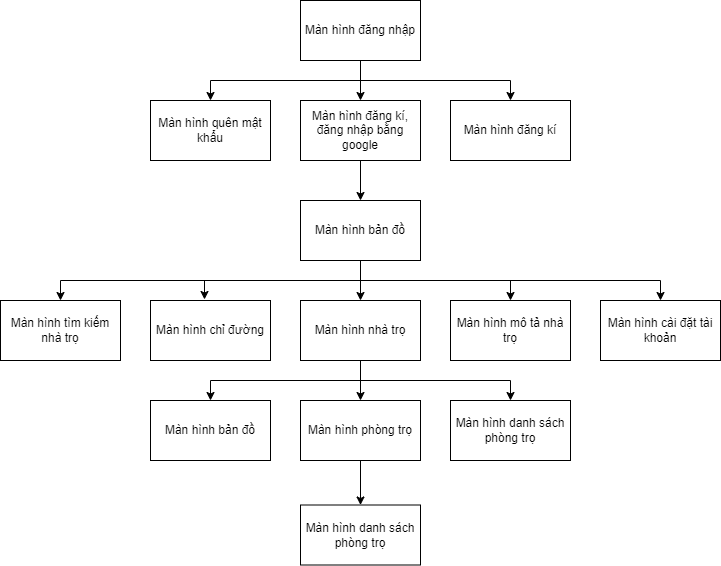 Màn hình đăng nhập
Màn hình quên mật
khẩu
Màn hình đăng kí,
đăng nhập bằng
google
Màn hình đăng kí
Màn hình bản đồ
Màn hình tìm kiếm
nhà trọ
Màn hình chỉ đường
Màn hình nhà trọ
Màn hình mô tả nhà
trọ
Màn hình cài đặt tài
khoản
Màn hình bản đồ
Màn hình phòng trọ
Màn hình danh sách
phòng trọ
Màn hình danh sách
phòng trọ